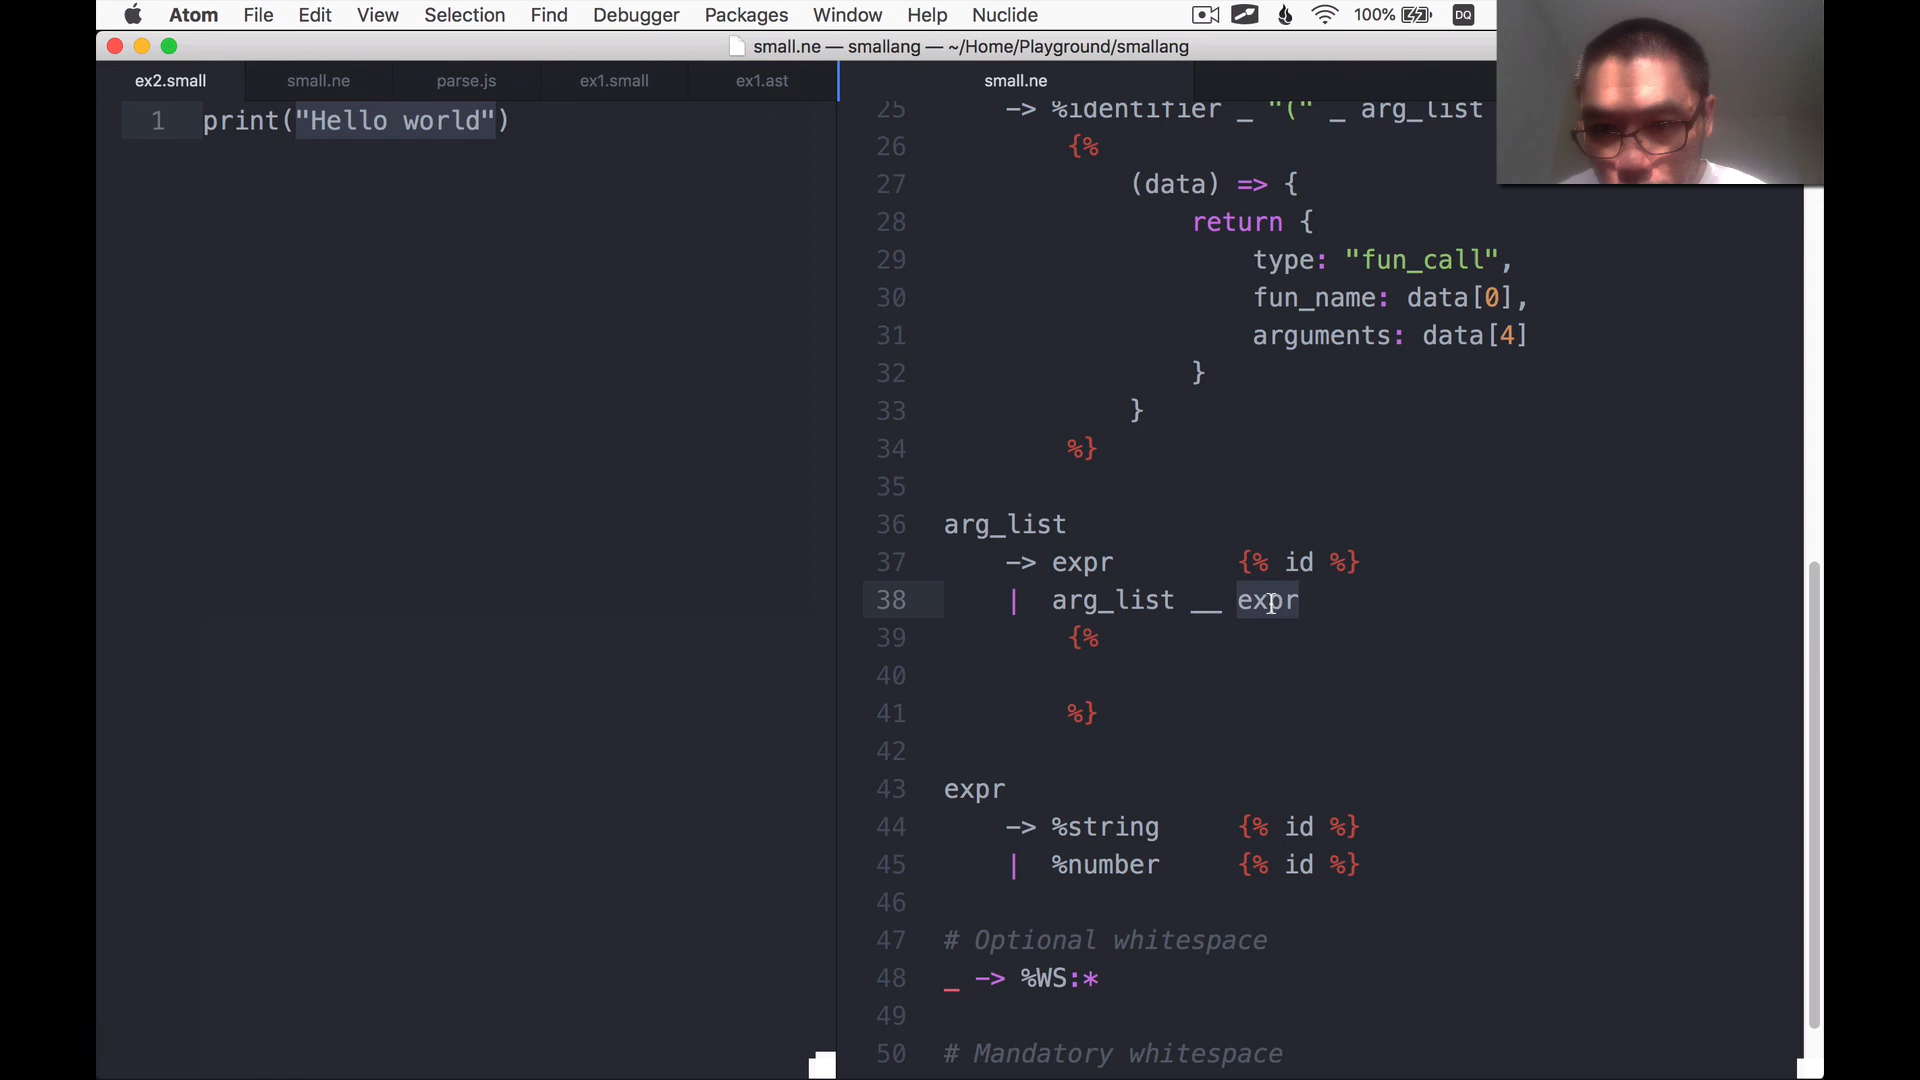 Atom File Edit View Selection Find Debugger Packages Window Help Nuclide 100% DQ
small.ne — smallang — ~/Home/Playground/smallang
ex2.small small.ne parse.js ex1.small ex1.ast
1 print("Hello world")
small.ne
25 -> %identifier _ "(" _ arg_list
26 {%
27 (data) => {
28 return {
29 type: "fun_call",
30 fun_name: data[0],
31 arguments: data[4]
32 }
33 }
34 %}
35
36 arg_list
37 -> expr {% id %}
38 | arg_list __ expr
39 {%
40
41 %}
42
43 expr
44 -> %string {% id %}
45 | %number {% id %}
46
47 # Optional whitespace
48 _ -> %WS:*
49
50 # Mandatory whitespace